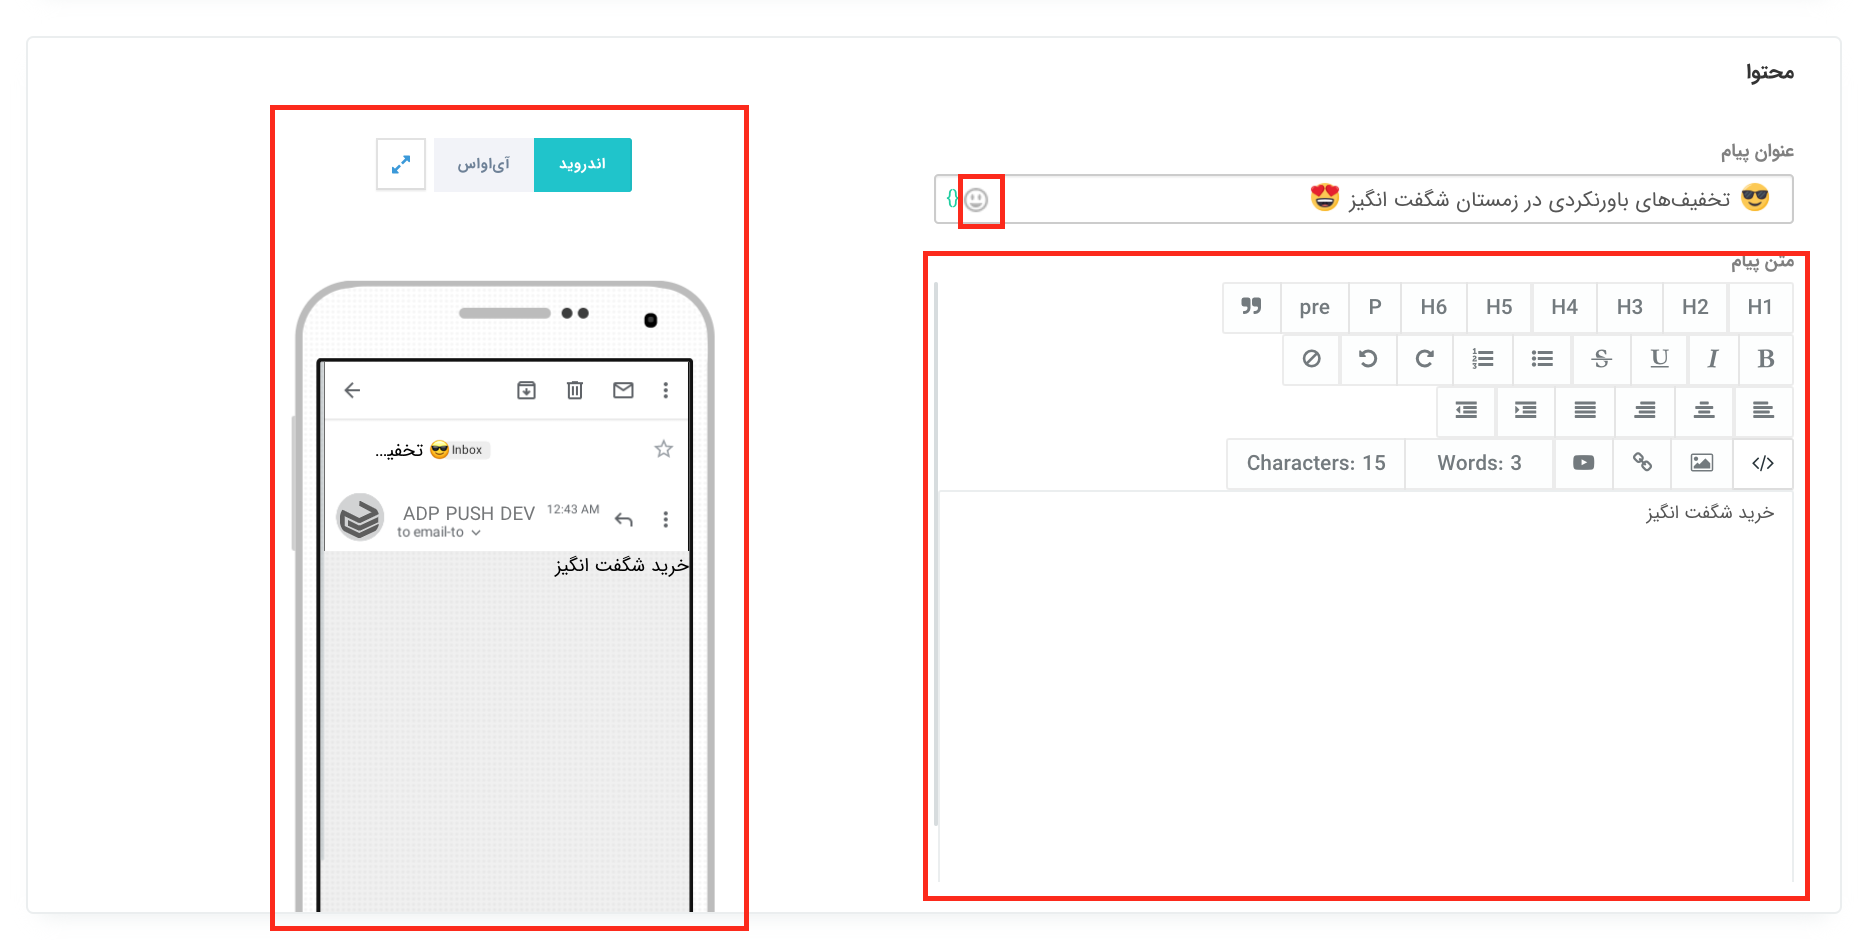 محتوا
عنوان پیام
😎 تخفیف‌های باورنکردی در زمستان شگفت انگیز 😍
{}
متن پیام
H1 H2 H3 H4 H5 H6 P pre
B I U S
</> Words: 3 Characters: 15
خرید شگفت انگیز
اندروید آی‌اواس
😎 تخفیـ... Inbox
ADP PUSH DEV 12:43 AM
to email-to
خرید شگفت انگیز